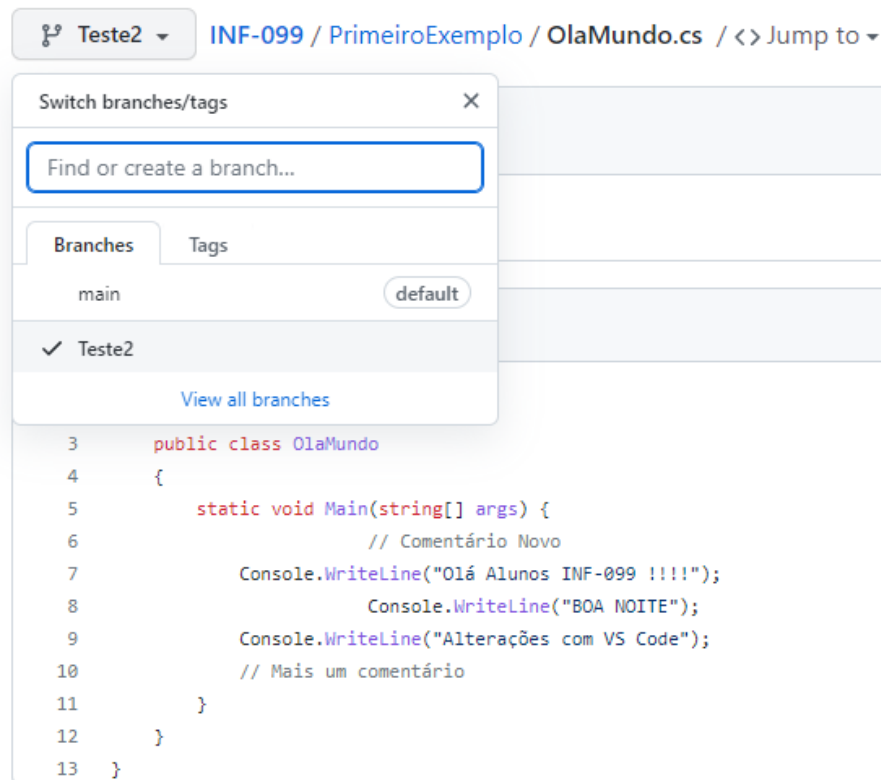 Teste2 INF-099 / PrimeiroExemplo / OlaMundo.cs / <> Jump to
Switch branches/tags ×
Find or create a branch...
Branches Tags
main default
✓ Teste2
View all branches
3 public class OlaMundo
4 {
5 static void Main(string[] args) {
6 // Comentário Novo
7 Console.WriteLine("Olá Alunos INF-099 !!!!");
8 Console.WriteLine("BOA NOITE");
9 Console.WriteLine("Alterações com VS Code");
10 // Mais um comentário
11 }
12 }
13 }